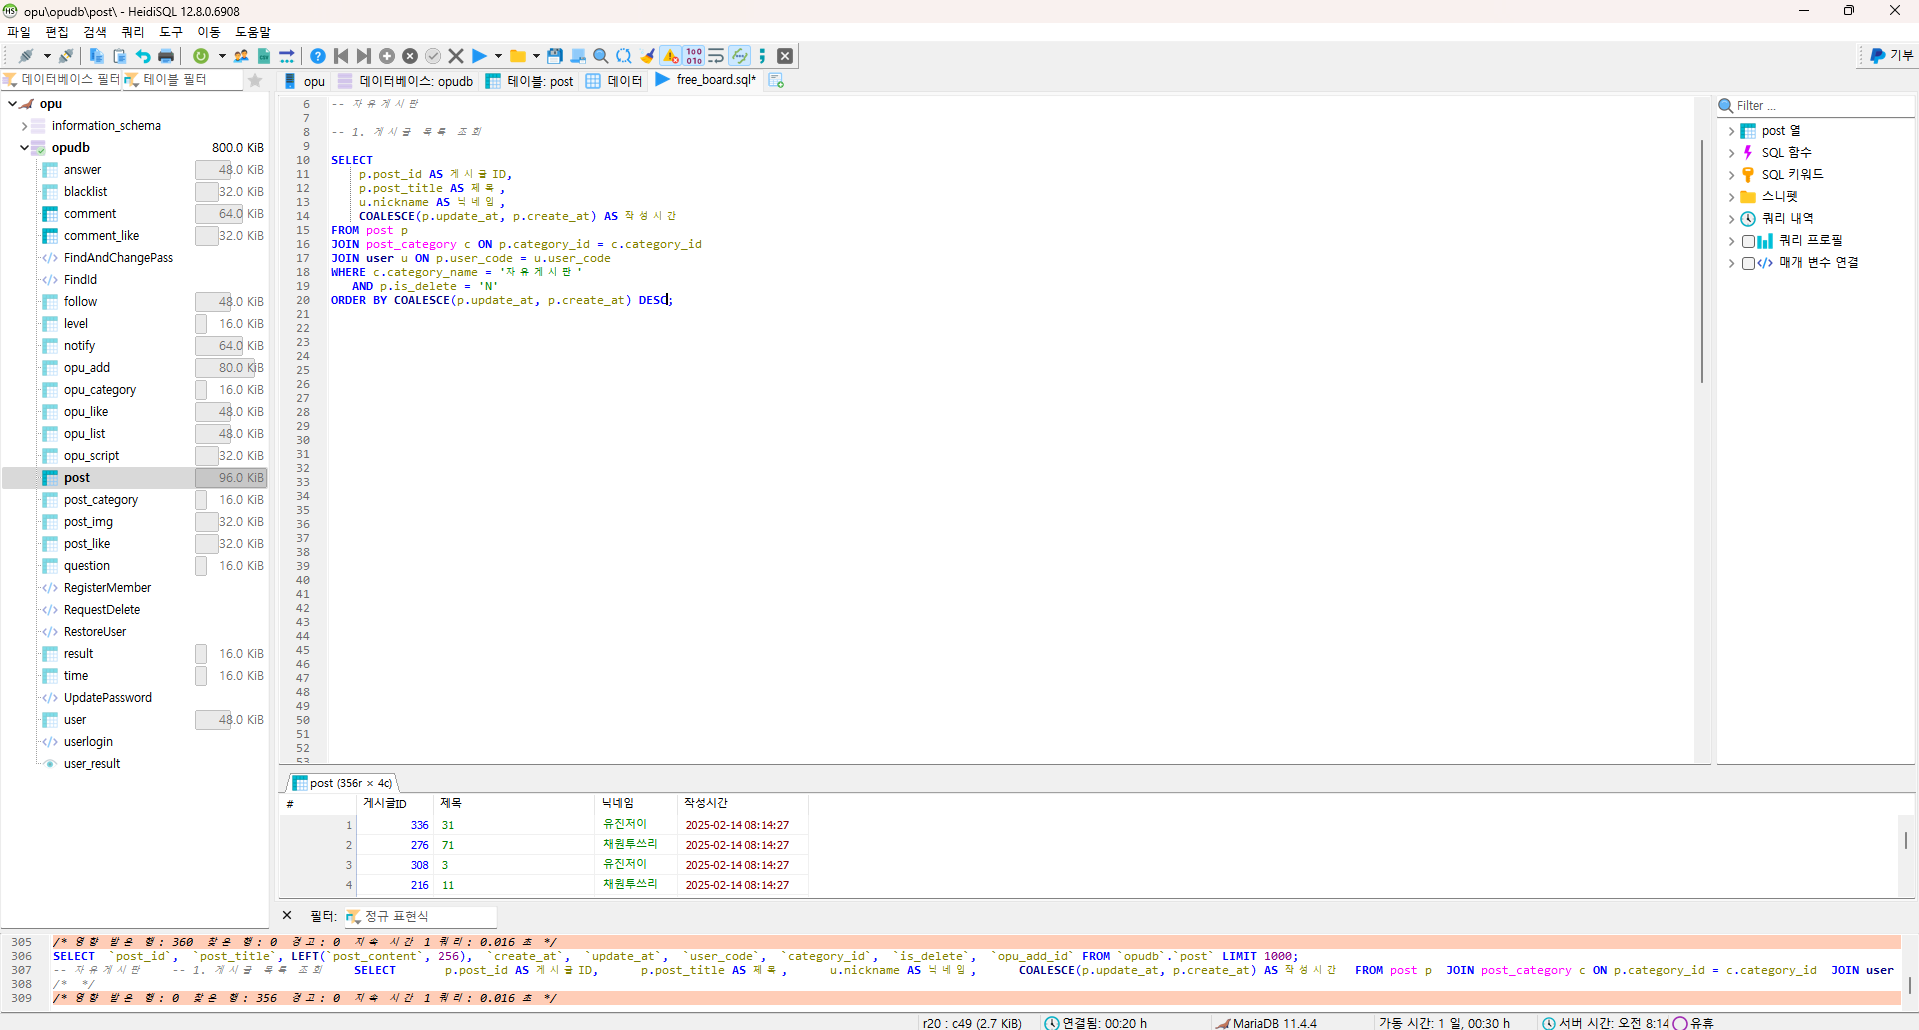 opu\opudb\post\ - HeidiSQL 12.8.0.6908
파일 편집 검색 쿼리 도구 이동 도움말
기부
데이터베이스 필터 테이블 필터
opu 데이터베이스: opudb 테이블: post 데이터 free_board.sql*
opu
information_schema
opudb 800.0 KiB
answer 48.0 KiB
blacklist 32.0 KiB
comment 64.0 KiB
comment_like 32.0 KiB
FindAndChangePass
FindId
follow 48.0 KiB
level 16.0 KiB
notify 64.0 KiB
opu_add 80.0 KiB
opu_category 16.0 KiB
opu_like 48.0 KiB
opu_list 48.0 KiB
opu_script 32.0 KiB
post 96.0 KiB
post_category 16.0 KiB
post_img 32.0 KiB
post_like 32.0 KiB
question 16.0 KiB
RegisterMember
RequestDelete
RestoreUser
result 16.0 KiB
time 16.0 KiB
UpdatePassword
user 48.0 KiB
userlogin
user_result
6 -- 자유게시판
7
8 -- 1. 게시글 목록 조회
9
10 SELECT
11 p.post_id AS 게시글ID,
12 p.post_title AS 제목,
13 u.nickname AS 닉네임,
14 COALESCE(p.update_at, p.create_at) AS 작성시간
15 FROM post p
16 JOIN post_category c ON p.category_id = c.category_id
17 JOIN user u ON p.user_code = u.user_code
18 WHERE c.category_name = '자유게시판'
19 AND p.is_delete = 'N'
20 ORDER BY COALESCE(p.update_at, p.create_at) DESC;
21
22
23
24
25
26
27
28
29
30
31
32
33
34
35
36
37
38
39
40
41
42
43
44
45
46
47
48
49
50
51
52
53
Filter ...
post 열
SQL 함수
SQL 키워드
스니펫
쿼리 내역
쿼리 프로필
매개 변수 연결
post (356r × 4c)
# 게시글ID 제목 닉네임 작성시간
1 336 31 유진저이 2025-02-14 08:14:27
2 276 71 채원투쓰리 2025-02-14 08:14:27
3 308 3 유진저이 2025-02-14 08:14:27
4 216 11 채원투쓰리 2025-02-14 08:14:27
필터: 정규 표현식
305 /* 영향 받은 행: 360 찾은 행: 0 경고: 0 지속 시간 1 쿼리: 0.016 초 */
306 SELECT `post_id`, `post_title`, LEFT(`post_content`, 256), `create_at`, `update_at`, `user_code`, `category_id`, `is_delete`, `opu_add_id` FROM `opudb`.`post` LIMIT 1000;
307 -- 자유게시판 -- 1. 게시글 목록 조회 SELECT p.post_id AS 게시글ID, p.post_title AS 제목, u.nickname AS 닉네임, COALESCE(p.update_at, p.create_at) AS 작성시간 FROM post p JOIN post_category c ON p.category_id = c.category_id JOIN user
308 /* */
309 /* 영향 받은 행: 0 찾은 행: 356 경고: 0 지속 시간 1 쿼리: 0.016 초 */
r20 : c49 (2.7 KiB) 연결됨: 00:20 h MariaDB 11.4.4 가동 시간: 1 일, 00:30 h 서버 시간: 오전 8:14 유휴